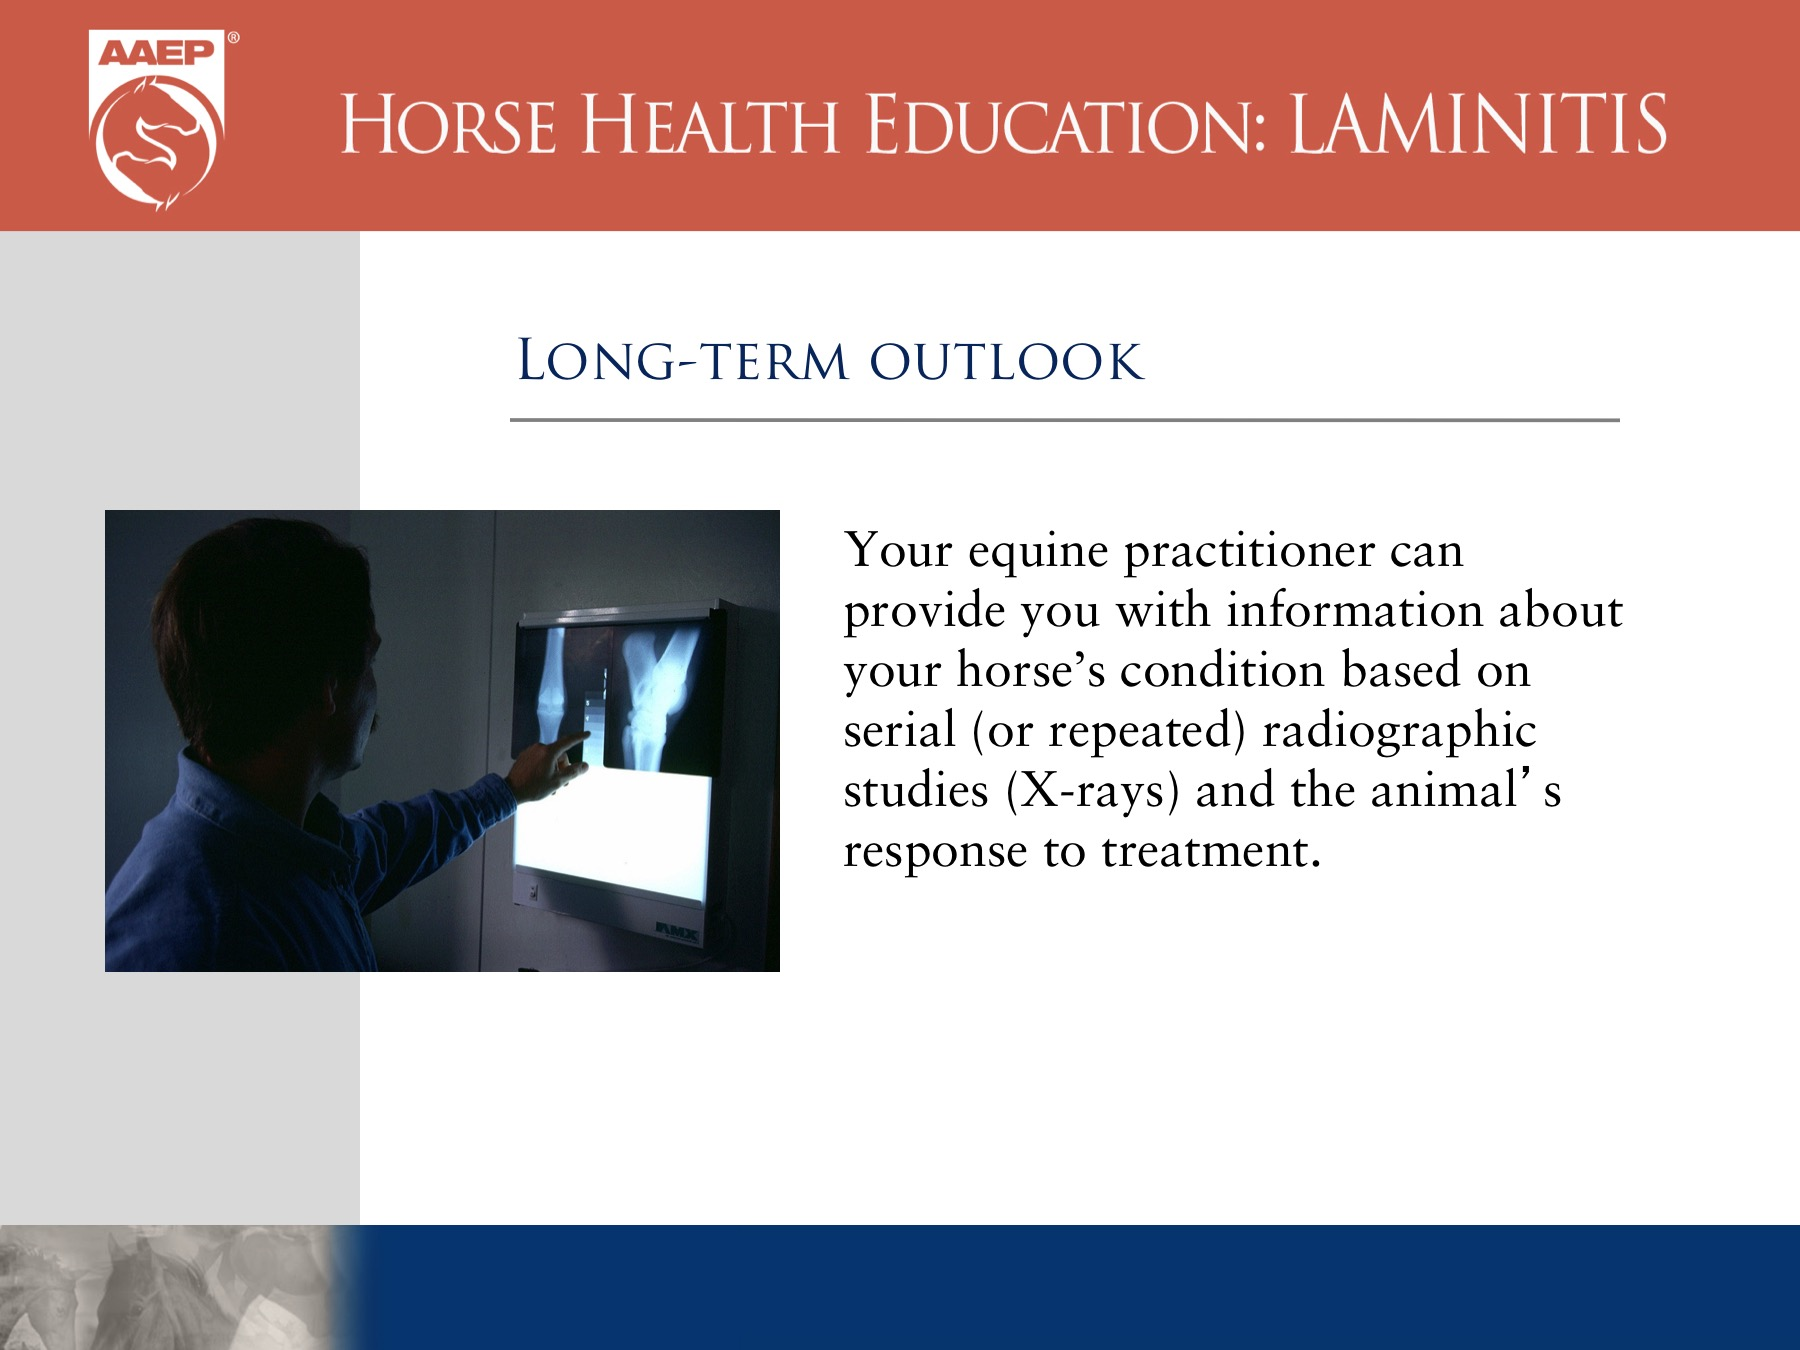 AAEP®
HORSE HEALTH EDUCATION: LAMINITIS
LONG-TERM OUTLOOK
Your equine practitioner can
provide you with information about
your horse’s condition based on
serial (or repeated) radiographic
studies (X-rays) and the animal’s
response to treatment.